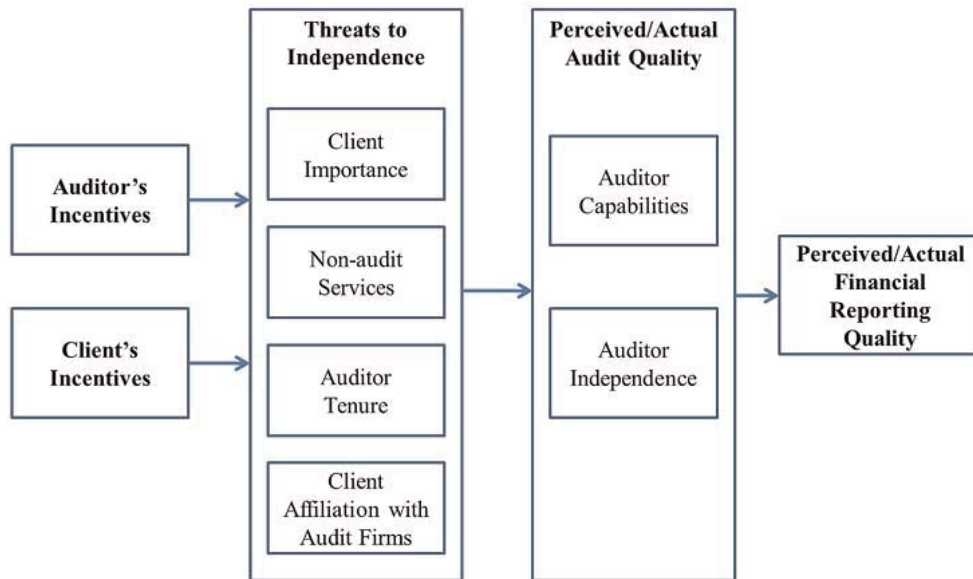 Auditor’s
Incentives
Client’s
Incentives
Threats to
Independence
Client
Importance
Non-audit
Services
Auditor
Tenure
Client
Affiliation with
Audit Firms
Perceived/Actual
Audit Quality
Auditor
Capabilities
Auditor
Independence
Perceived/Actual
Financial
Reporting
Quality